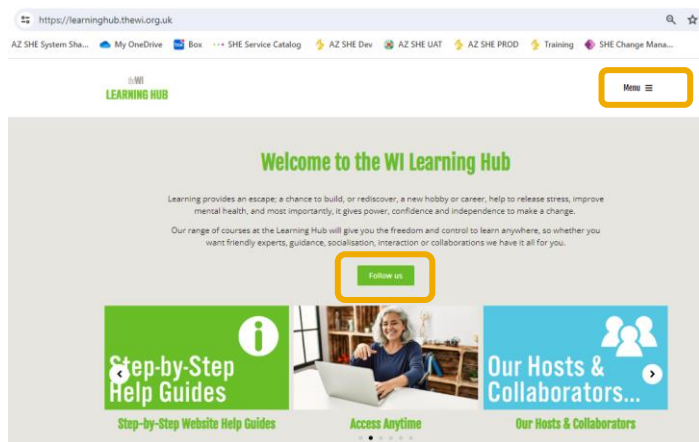 https://learninghub.thewi.org.uk
AZ SHE System Sha... My OneDrive Box SHE Service Catalog AZ SHE Dev AZ SHE UAT AZ SHE PROD Training SHE Change Mana...
theWI
LEARNING HUB
Menu
Welcome to the WI Learning Hub
Learning provides an escape; a chance to build, or rediscover, a new hobby or career, help to release stress, improve
mental health, and most importantly, it gives power, confidence and independence to make a change.
Our range of courses at the Learning Hub will give you the freedom and control to learn anywhere, so whether you
want friendly experts, guidance, socialisation, interaction or collaborations we have it all for you.
Follow us
Step-by-Step
Help Guides
Our Hosts &
Collaborators...
Step-by-Step Website Help Guides
Access Anytime
Our Hosts & Collaborators